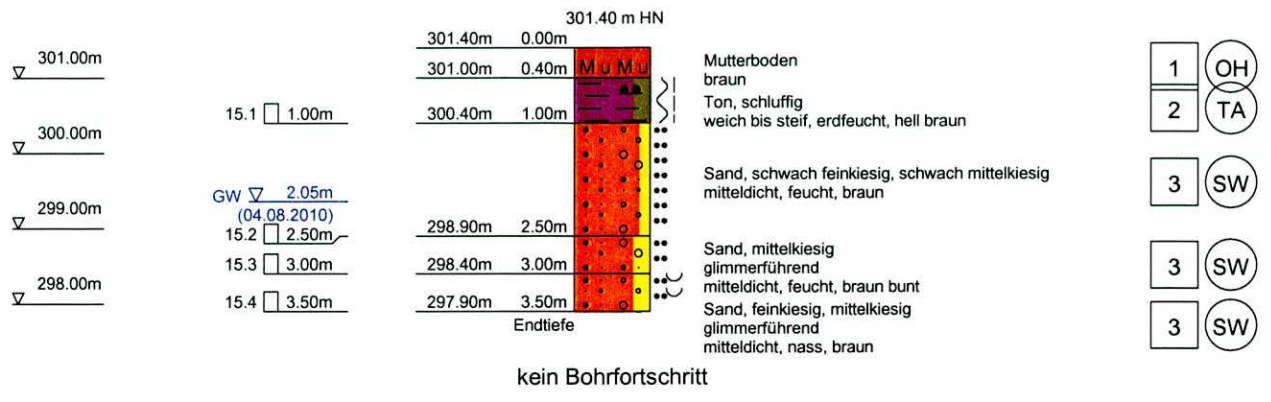 301.40 m HN
301.40m 0.00m
301.00m
301.00m 0.40m
Mu Mu
Mutterboden
braun
1 OH
15.1 1.00m
300.40m 1.00m
Ton, schluffig
weich bis steif, erdfeucht, hell braun
2 TA
300.00m
Sand, schwach feinkiesig, schwach mittelkiesig
mitteldicht, feucht, braun
3 SW
GW 2.05m
(04.08.2010)
299.00m
15.2 2.50m
298.90m 2.50m
Sand, mittelkiesig
glimmerführend
mitteldicht, feucht, braun bunt
3 SW
15.3 3.00m
298.40m 3.00m
298.00m
15.4 3.50m
297.90m 3.50m
Endtiefe
Sand, feinkiesig, mittelkiesig
glimmerführend
mitteldicht, nass, braun
3 SW
kein Bohrfortschritt